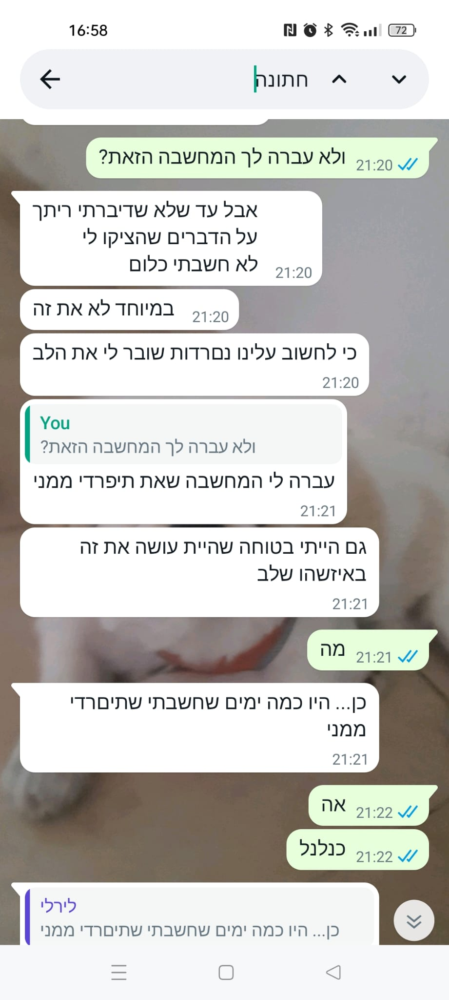 16:58
72
חתונה
ולא עברה לך המחשבה הזאת?
21:20
אבל עד שלא שדיברתי ריתך
על הדברים שהציקו לי
לא חשבתי כלום
21:20
במיוחד לא את זה
21:20
כי לחשוב עלינו נםרדות שובר לי את הלב
21:20
You
ולא עברה לך המחשבה הזאת?
עברה לי המחשבה שאת תיפרדי ממני
21:21
גם הייתי בטוחה שהיית עושה את זה
באיזשהו שלב
21:21
מה
21:21
כן... היו כמה ימים שחשבתי שתיםרדי
ממני
21:21
אה
21:22
כנלנל
21:22
לירלי
כן... היו כמה ימים שחשבתי שתיםרדי ממני